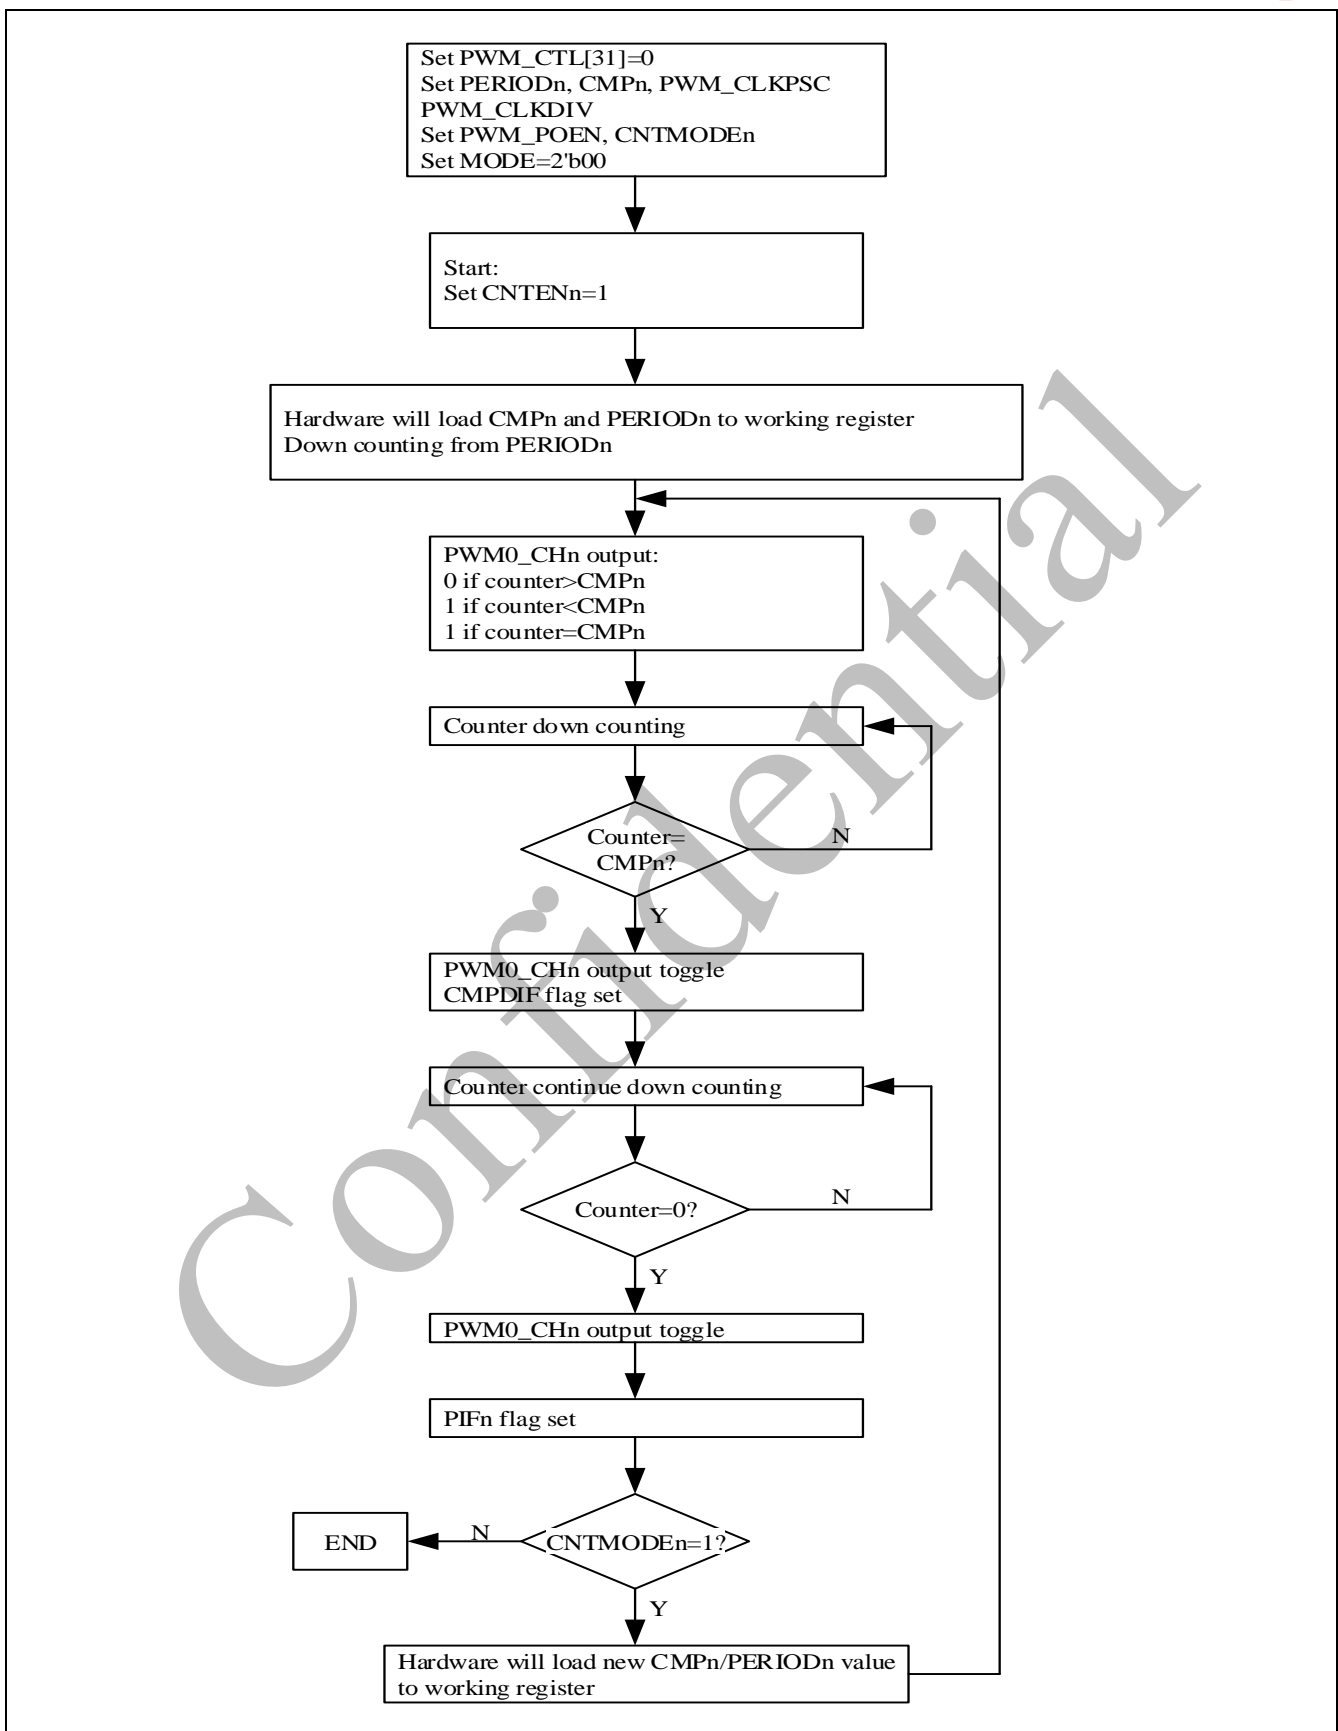 Set PWM_CTL[31]=0
Set PERIODn, CMPn, PWM_CLKPSC
PWM_CLKDIV
Set PWM_POEN, CNTMODEn
Set MODE=2'b00
Start:
Set CNTENn=1
Hardware will load CMPn and PERIODn to working register
Down counting from PERIODn
PWM0_CHn output:
0 if counter>CMPn
1 if counter<CMPn
1 if counter=CMPn
Counter down counting
Counter=
CMPn?
N
Y
PWM0_CHn output toggle
CMPDIF flag set
Counter continue down counting
Counter=0?
N
Y
PWM0_CHn output toggle
PIFn flag set
CNTMODEn=1?
N
END
Y
Hardware will load new CMPn/PERIODn value
to working register
Confidential